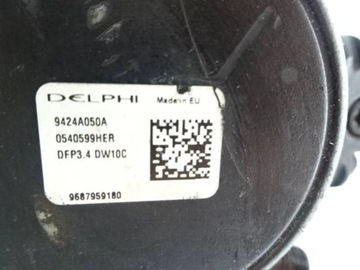 DELPHI
Made in EU
9424A050A
0540599HER
DFP3.4 DW10C
9687959180